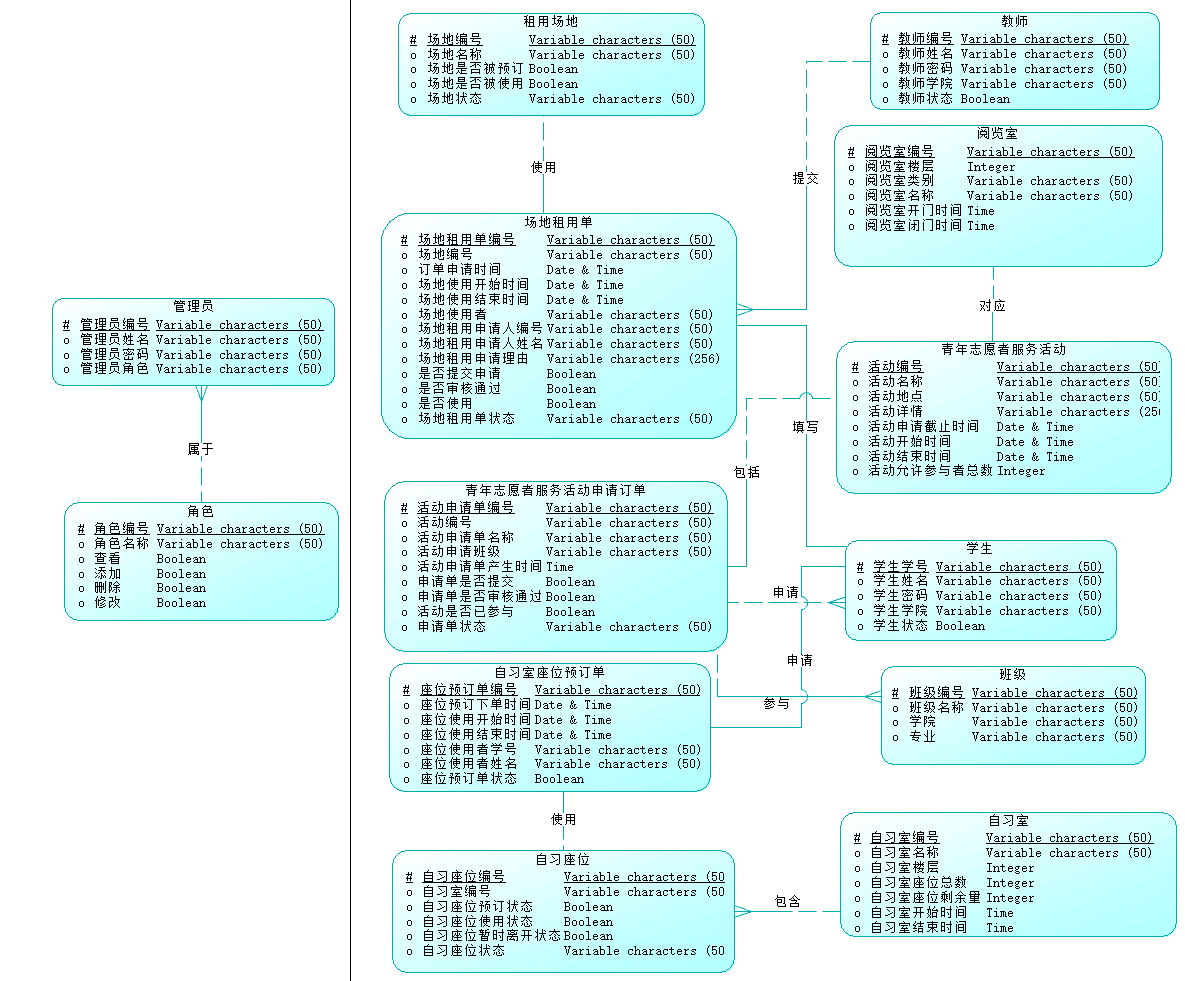 管理员
# 管理员编号 Variable characters (50)
o 管理员姓名 Variable characters (50)
o 管理员密码 Variable characters (50)
o 管理员角色 Variable characters (50)
属于
角色
# 角色编号 Variable characters (50)
o 角色名称 Variable characters (50)
o 查看 Boolean
o 添加 Boolean
o 删除 Boolean
o 修改 Boolean
租用场地
# 场地编号 Variable characters (50)
o 场地名称 Variable characters (50)
o 场地是否被预订 Boolean
o 场地是否被使用 Boolean
o 场地状态 Variable characters (50)
使用
场地租用单
# 场地租用单编号 Variable characters (50)
o 场地编号 Variable characters (50)
o 订单申请时间 Date & Time
o 场地使用开始时间 Date & Time
o 场地使用结束时间 Date & Time
o 场地使用者 Variable characters (50)
o 场地租用申请人编号 Variable characters (50)
o 场地租用申请人姓名 Variable characters (50)
o 场地租用申请理由 Variable characters (256)
o 是否提交申请 Boolean
o 是否审核通过 Boolean
o 是否使用 Boolean
o 场地租用单状态 Variable characters (50)
青年志愿者服务活动申请订单
# 活动申请单编号 Variable characters (50)
o 活动编号 Variable characters (50)
o 活动申请单名称 Variable characters (50)
o 活动申请班级 Variable characters (50)
o 活动申请单产生时间 Time
o 申请单是否提交 Boolean
o 申请单是否审核通过 Boolean
o 活动是否已参与 Boolean
o 申请单状态 Variable characters (50)
自习室座位预订单
# 座位预订单编号 Variable characters (50)
o 座位预订下单时间 Date & Time
o 座位使用开始时间 Date & Time
o 座位使用结束时间 Date & Time
o 座位使用者学号 Variable characters (50)
o 座位使用者姓名 Variable characters (50)
o 座位预订单状态 Boolean
使用
自习座位
# 自习座位编号 Variable characters (50
o 自习室编号 Variable characters (50
o 自习座位预订状态 Boolean
o 自习座位使用状态 Boolean
o 自习座位暂时离开状态 Boolean
o 自习座位状态 Variable characters (50
提交
填写
包括
申请
申请
参与
包含
教师
# 教师编号 Variable characters (50)
o 教师姓名 Variable characters (50)
o 教师密码 Variable characters (50)
o 教师学院 Variable characters (50)
o 教师状态 Boolean
阅览室
# 阅览室编号 Variable characters (50)
o 阅览室楼层 Integer
o 阅览室类别 Variable characters (50)
o 阅览室名称 Variable characters (50)
o 阅览室开门时间 Time
o 阅览室闭门时间 Time
对应
青年志愿者服务活动
# 活动编号 Variable characters (50)
o 活动名称 Variable characters (50)
o 活动地点 Variable characters (50)
o 活动详情 Variable characters (256
o 活动申请截止时间 Date & Time
o 活动开始时间 Date & Time
o 活动结束时间 Date & Time
o 活动允许参与者总数 Integer
学生
# 学生学号 Variable characters (50)
o 学生姓名 Variable characters (50)
o 学生密码 Variable characters (50)
o 学生学院 Variable characters (50)
o 学生状态 Boolean
班级
# 班级编号 Variable characters (50)
o 班级名称 Variable characters (50)
o 学院 Variable characters (50)
o 专业 Variable characters (50)
自习室
# 自习室编号 Variable characters (50)
o 自习室名称 Variable characters (50)
o 自习室楼层 Integer
o 自习室座位总数 Integer
o 自习室座位剩余量 Integer
o 自习室开始时间 Time
o 自习室结束时间 Time